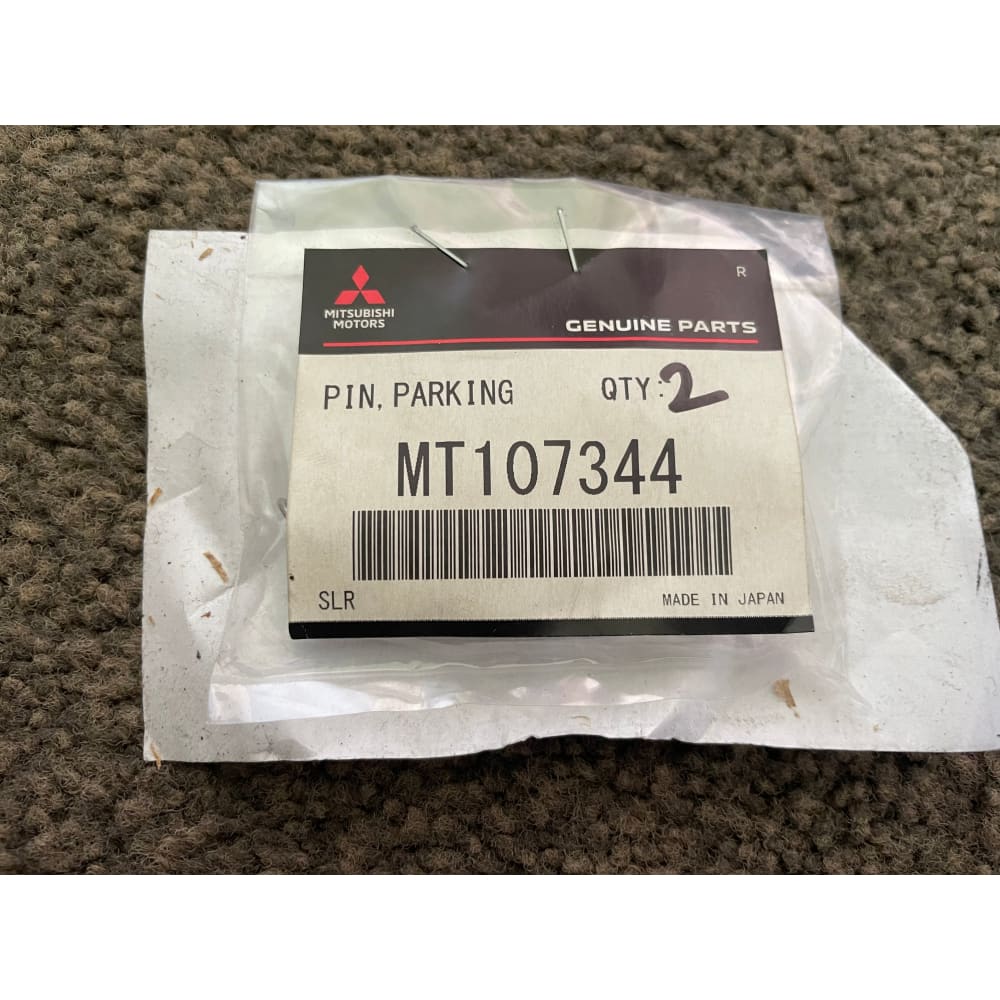 R
MITSUBISHI
MOTORS
GENUINE PARTS
PIN, PARKING QTY:2
MT107344
SLR MADE IN JAPAN